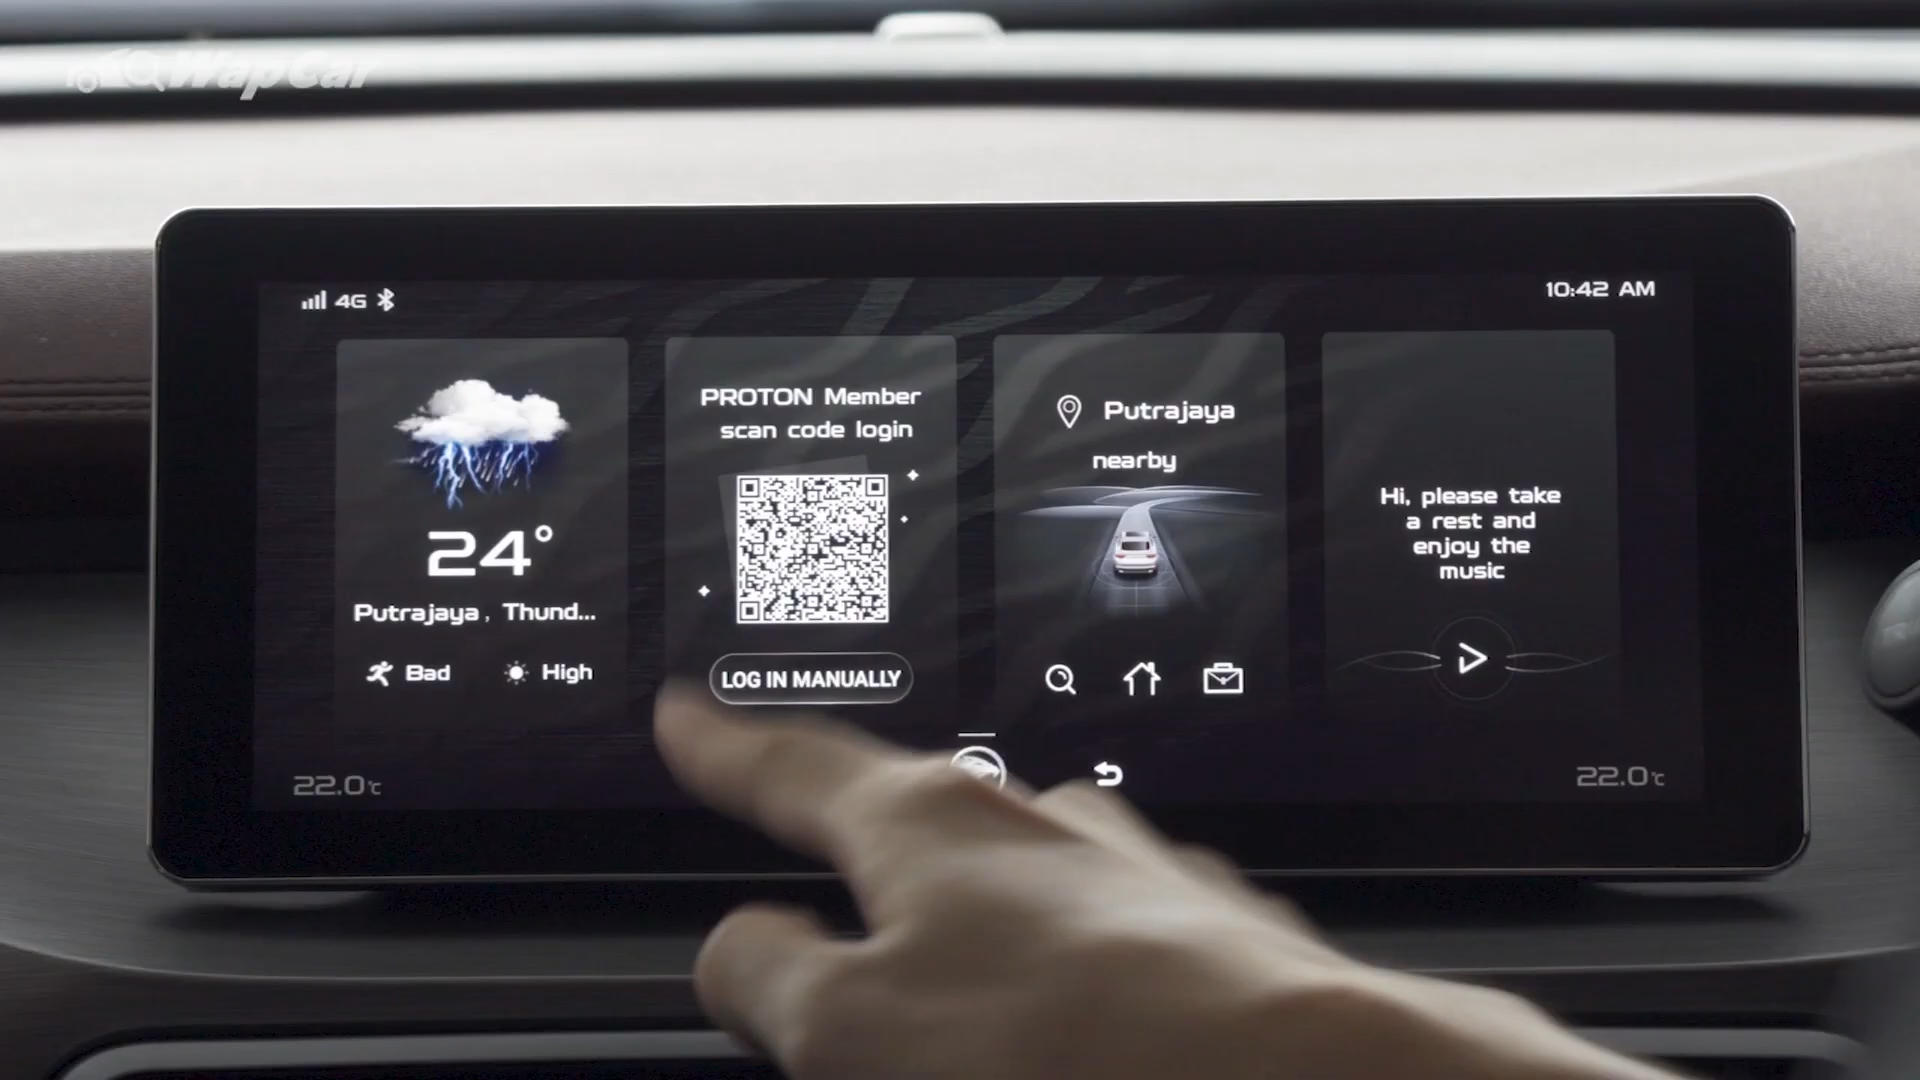 WapCar
4G
10:42 AM
24°
Putrajaya, Thund...
Bad
High
PROTON Member
scan code login
LOG IN MANUALLY
Putrajaya
nearby
Hi, please take
a rest and
enjoy the
music
22.0°C
22.0°C